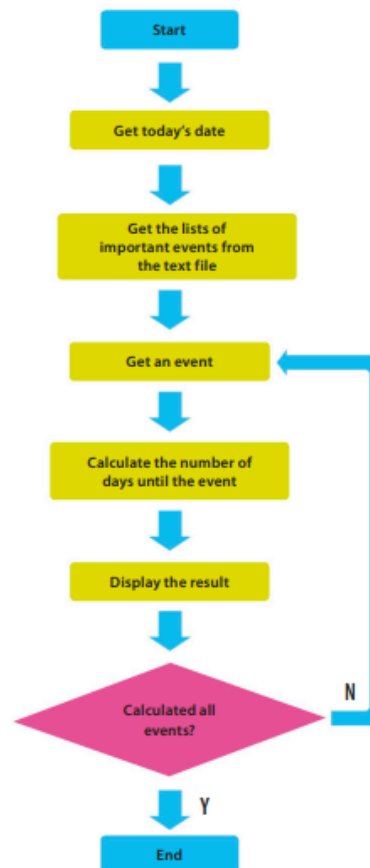 Start
Get today's date
Get the lists of
important events from
the text file
Get an event
Calculate the number of
days until the event
Display the result
Calculated all
events?
N
Y
End